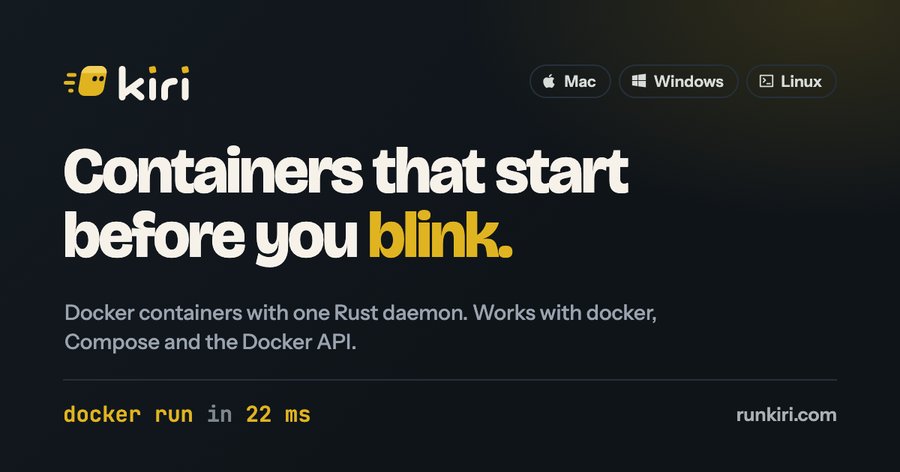 kiri
Mac
Windows
Linux
Containers that start
before you blink.
Docker containers with one Rust daemon. Works with docker,
Compose and the Docker API.
docker run in 22 ms
runkiri.com